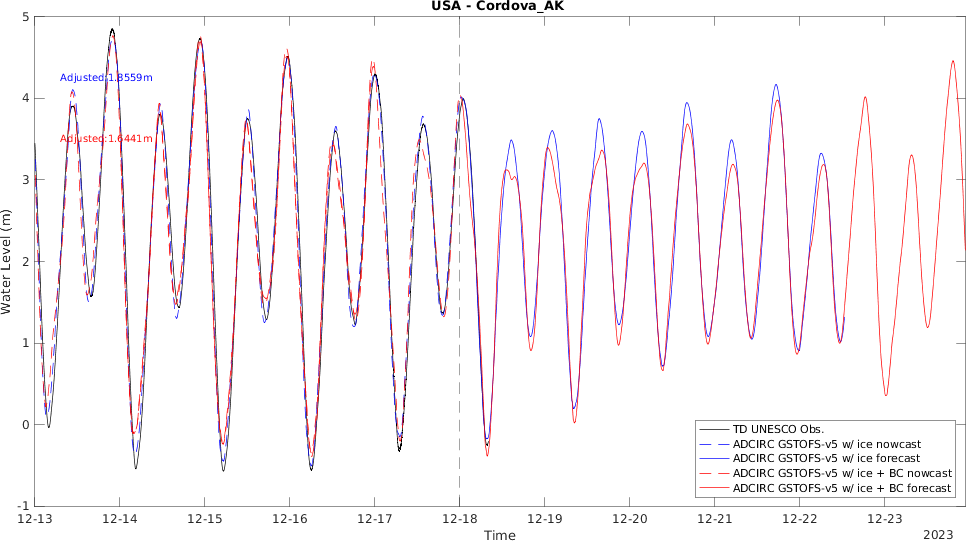 USA - Cordova_AK
5
4
3
2
1
0
-1
Water Level (m)
Adjusted:1.8559m
Adjusted:1.6441m
TD UNESCO Obs.
ADCIRC GSTOFS-v5 w/ ice nowcast
ADCIRC GSTOFS-v5 w/ ice forecast
ADCIRC GSTOFS-v5 w/ ice + BC nowcast
ADCIRC GSTOFS-v5 w/ ice + BC forecast
12-13 12-14 12-15 12-16 12-17 12-18 12-19 12-20 12-21 12-22 12-23
Time
2023